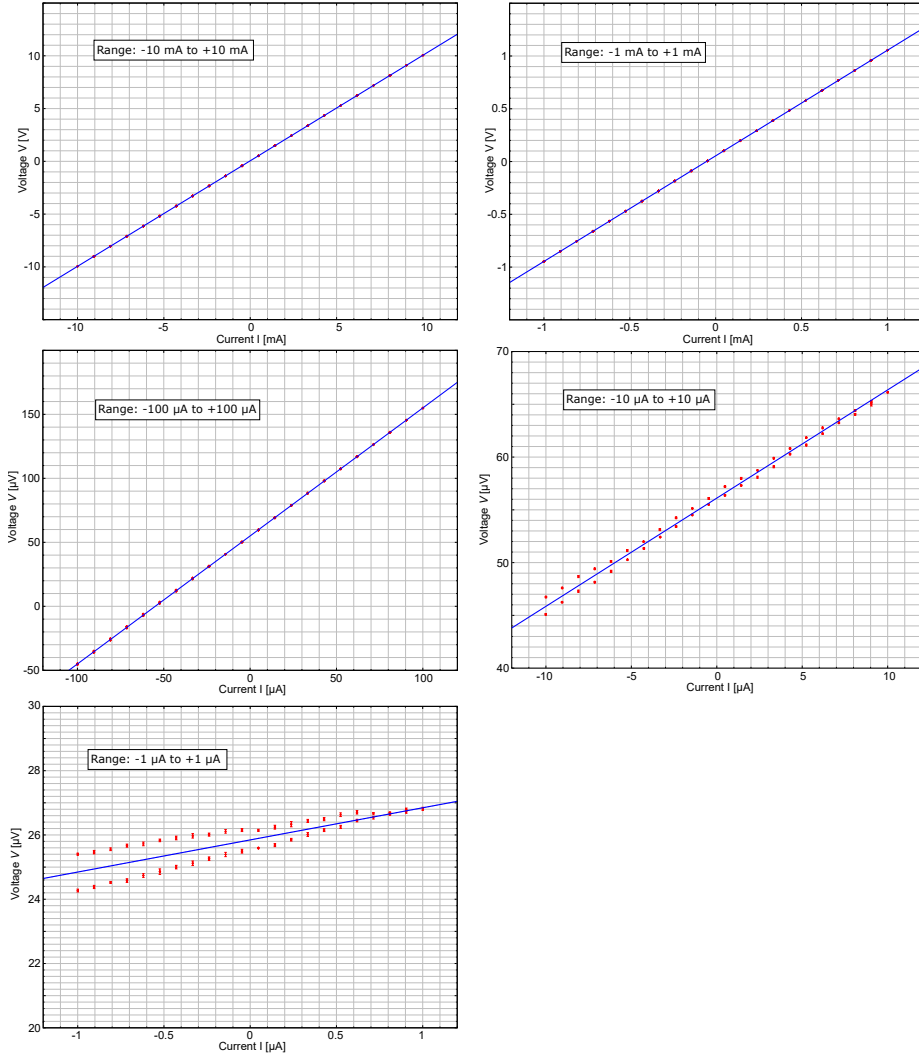 Range: -10 mA to +10 mA
Voltage V [V]
10
5
0
-5
-10
-10 -5 0 5 10
Current I [mA]
Range: -1 mA to +1 mA
Voltage V [V]
1
0.5
0
-0.5
-1
-1 -0.5 0 0.5 1
Current I [mA]
Range: -100 µA to +100 µA
Voltage V [µV]
150
100
50
0
-50
-100 -50 0 50 100
Current I [µA]
Range: -10 µA to +10 µA
Voltage V [µV]
70
60
50
40
-10 -5 0 5 10
Current I [µA]
Range: -1 µA to +1 µA
Voltage V [µV]
30
28
26
24
22
20
-1 -0.5 0 0.5 1
Current I [µA]